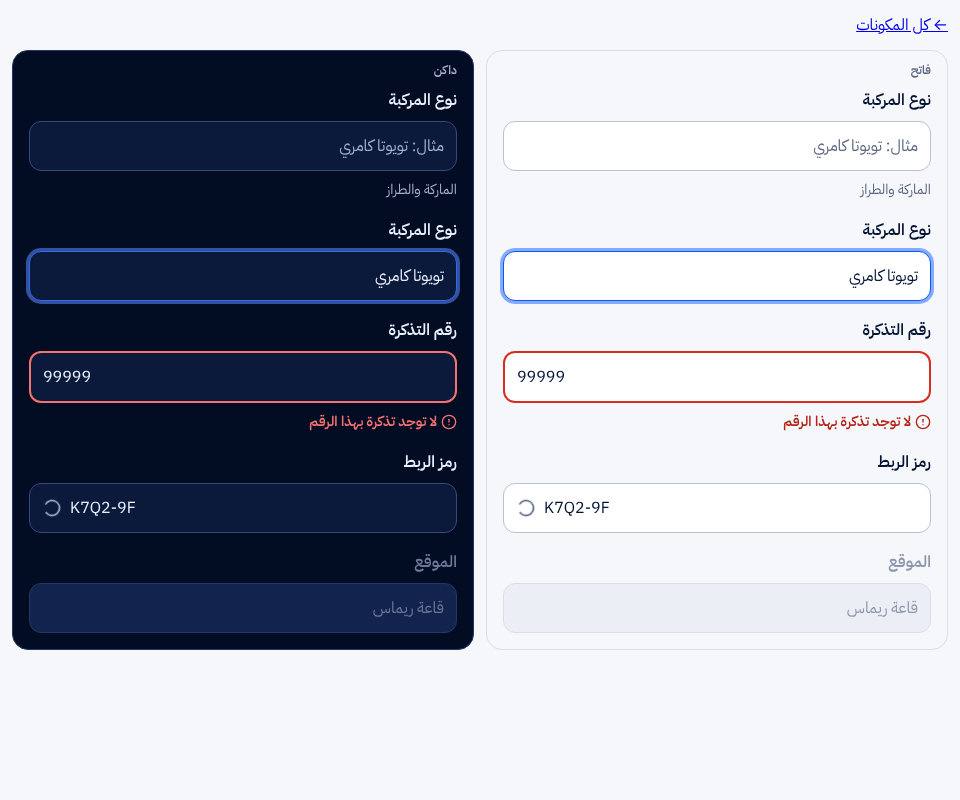 ← كل المكونات
فاتح
نوع المركبة
مثال: تويوتا كامري
الماركة والطراز
نوع المركبة
تويوتا كامري
رقم التذكرة
99999
لا توجد تذكرة بهذا الرقم
رمز الربط
K7Q2-9F
الموقع
قاعة ريماس
داكن
نوع المركبة
مثال: تويوتا كامري
الماركة والطراز
نوع المركبة
تويوتا كامري
رقم التذكرة
99999
لا توجد تذكرة بهذا الرقم
رمز الربط
K7Q2-9F
الموقع
قاعة ريماس